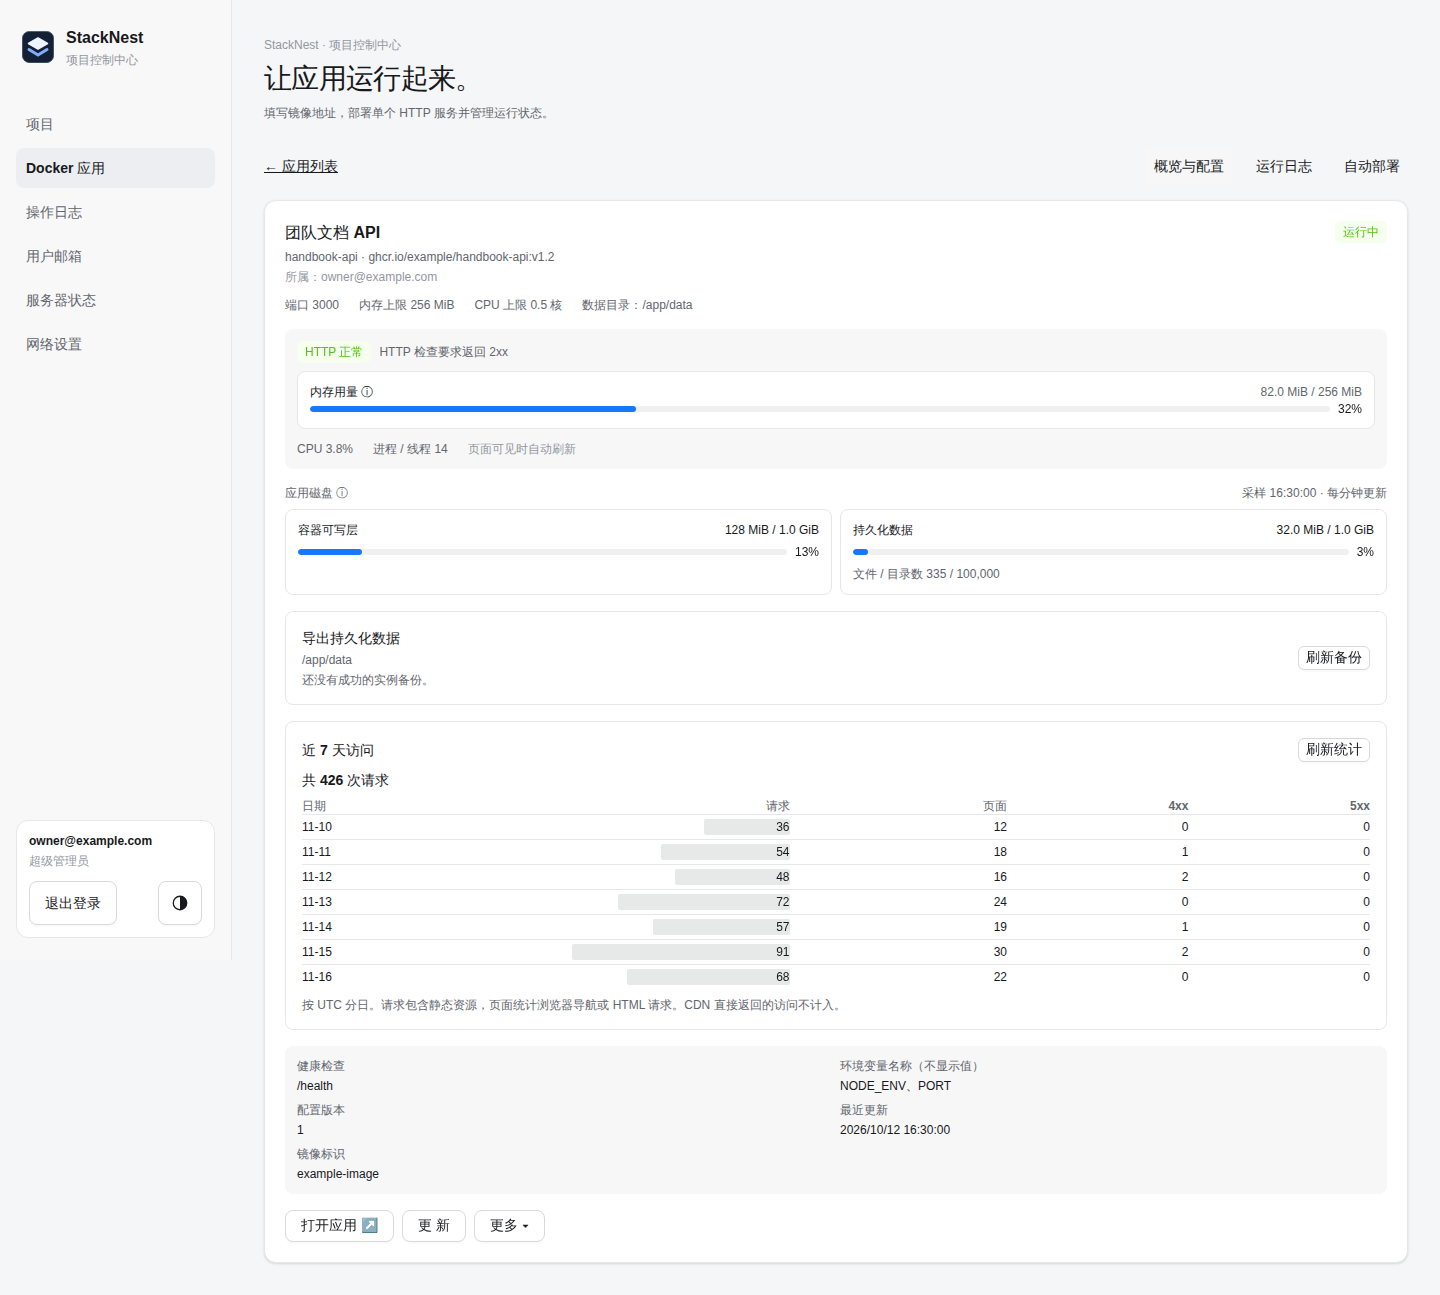 StackNest
项目控制中心
项目
Docker 应用
操作日志
用户邮箱
服务器状态
网络设置
owner@example.com
超级管理员
退出登录
StackNest · 项目控制中心
让应用运行起来。
填写镜像地址，部署单个 HTTP 服务并管理运行状态。
← 应用列表
概览与配置 运行日志 自动部署
团队文档 API 运行中
handbook-api · ghcr.io/example/handbook-api:v1.2
所属：owner@example.com
端口 3000 内存上限 256 MiB CPU 上限 0.5 核 数据目录：/app/data
HTTP 正常 HTTP 检查要求返回 2xx
内存用量 ⓘ 82.0 MiB / 256 MiB
32%
CPU 3.8% 进程 / 线程 14 页面可见时自动刷新
应用磁盘 ⓘ 采样 16:30:00 · 每分钟更新
容器可写层 128 MiB / 1.0 GiB
13%
持久化数据 32.0 MiB / 1.0 GiB
3%
文件 / 目录数 335 / 100,000
导出持久化数据
/app/data
还没有成功的实例备份。
刷新备份
近 7 天访问 刷新统计
共 426 次请求
日期 请求 页面 4xx 5xx
11-10 36 12 0 0
11-11 54 18 1 0
11-12 48 16 2 0
11-13 72 24 0 0
11-14 57 19 1 0
11-15 91 30 2 0
11-16 68 22 0 0
按 UTC 分日。请求包含静态资源，页面统计浏览器导航或 HTML 请求。CDN 直接返回的访问不计入。
健康检查
/health
环境变量名称（不显示值）
NODE_ENV、PORT
配置版本
1
最近更新
2026/10/12 16:30:00
镜像标识
example-image
打开应用 ↗ 更 新 更多